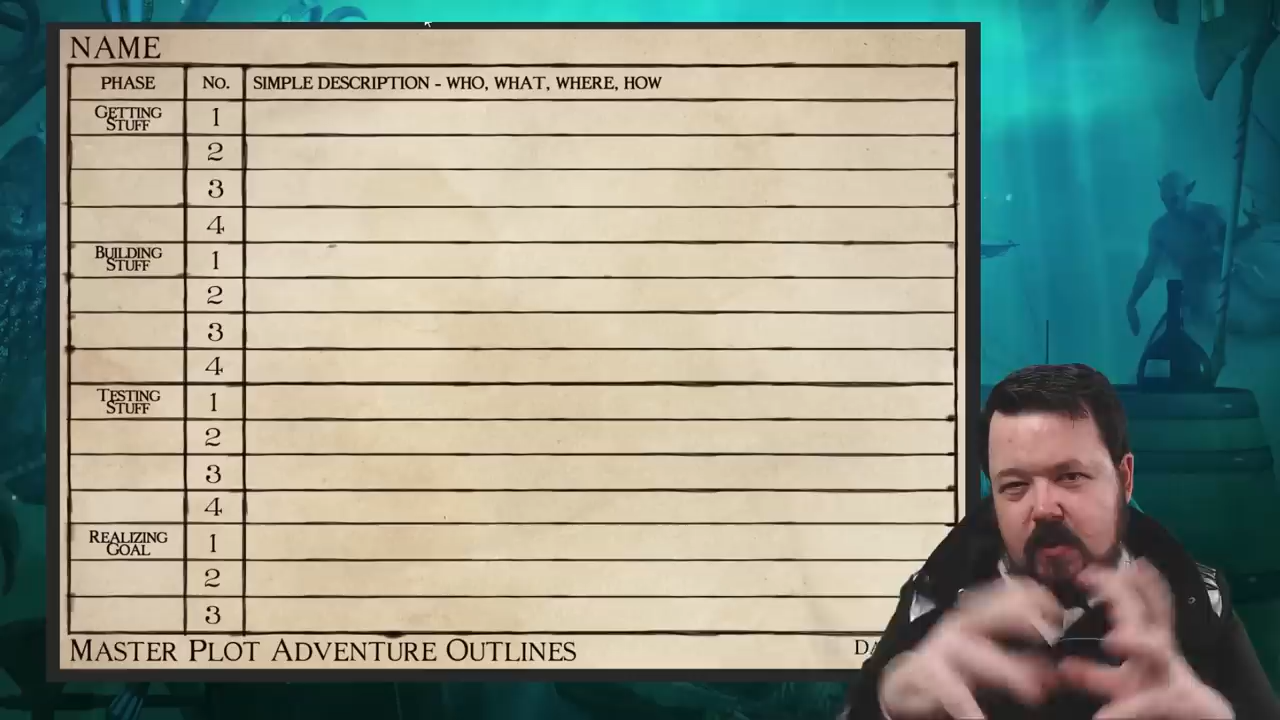 NAME
PHASE No. SIMPLE DESCRIPTION - WHO, WHAT, WHERE, HOW
GETTING STUFF 1
2
3
4
BUILDING STUFF 1
2
3
4
TESTING STUFF 1
2
3
4
REALIZING GOAL 1
2
3
MASTER PLOT ADVENTURE OUTLINES